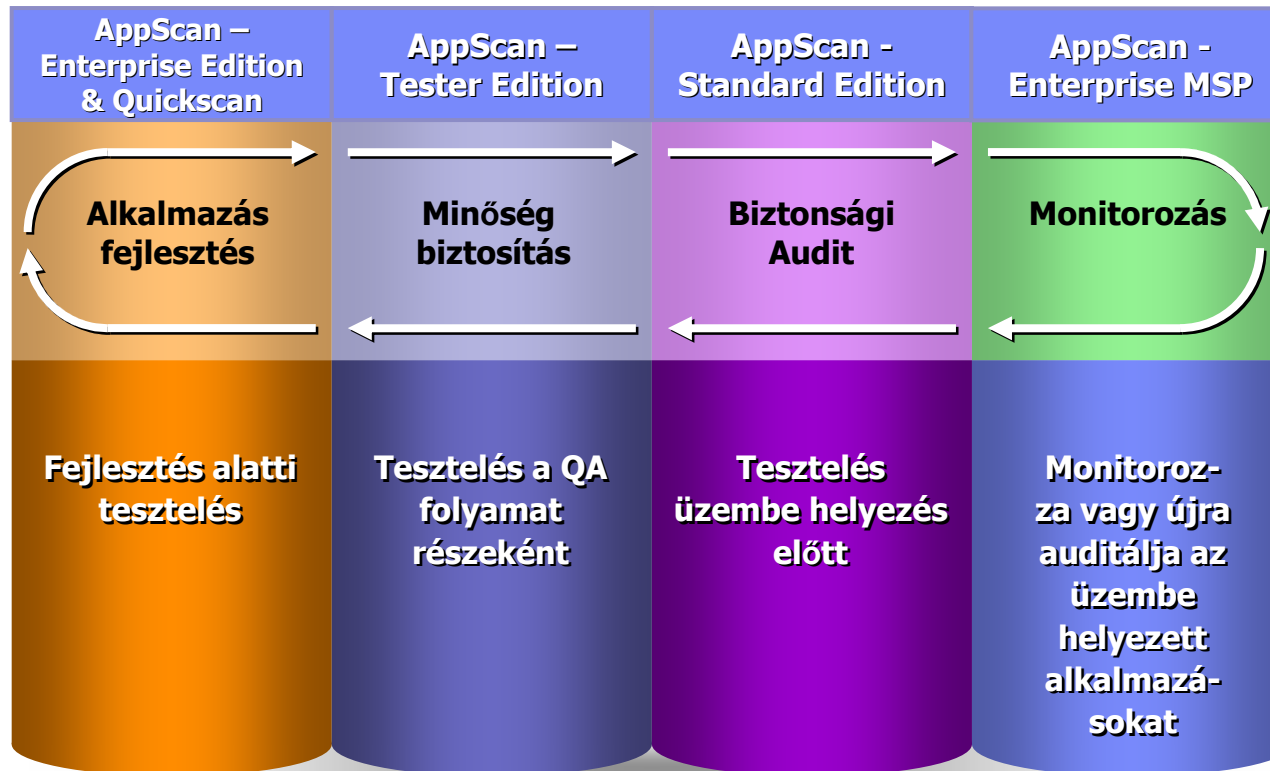 AppScan –
Enterprise Edition
& Quickscan
AppScan –
Tester Edition
AppScan -
Standard Edition
AppScan -
Enterprise MSP
Alkalmazás
fejlesztés
Minőség
biztosítás
Biztonsági
Audit
Monitorozás
Fejlesztés alatti
tesztelés
Tesztelés a QA
folyamat
részeként
Tesztelés
üzembe helyezés
előtt
Monitoroz-
za vagy újra
auditálja az
üzembe
helyezett
alkalmazá-
sokat